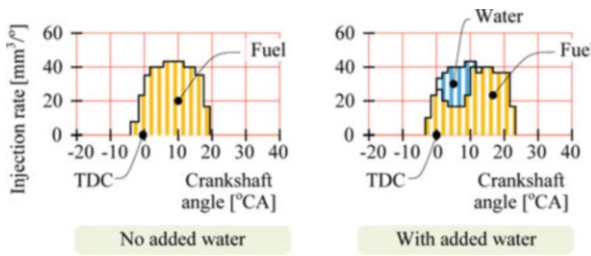 Injection rate [mm³/º]
60
40
20
0
-20 -10 0 10 20 30 40
Fuel
TDC
Crankshaft
angle [ºCA]
No added water
Water
60
40
20
0
-20 -10 0 10 20 30 40
Fuel
TDC
Crankshaft
angle [ºCA]
With added water